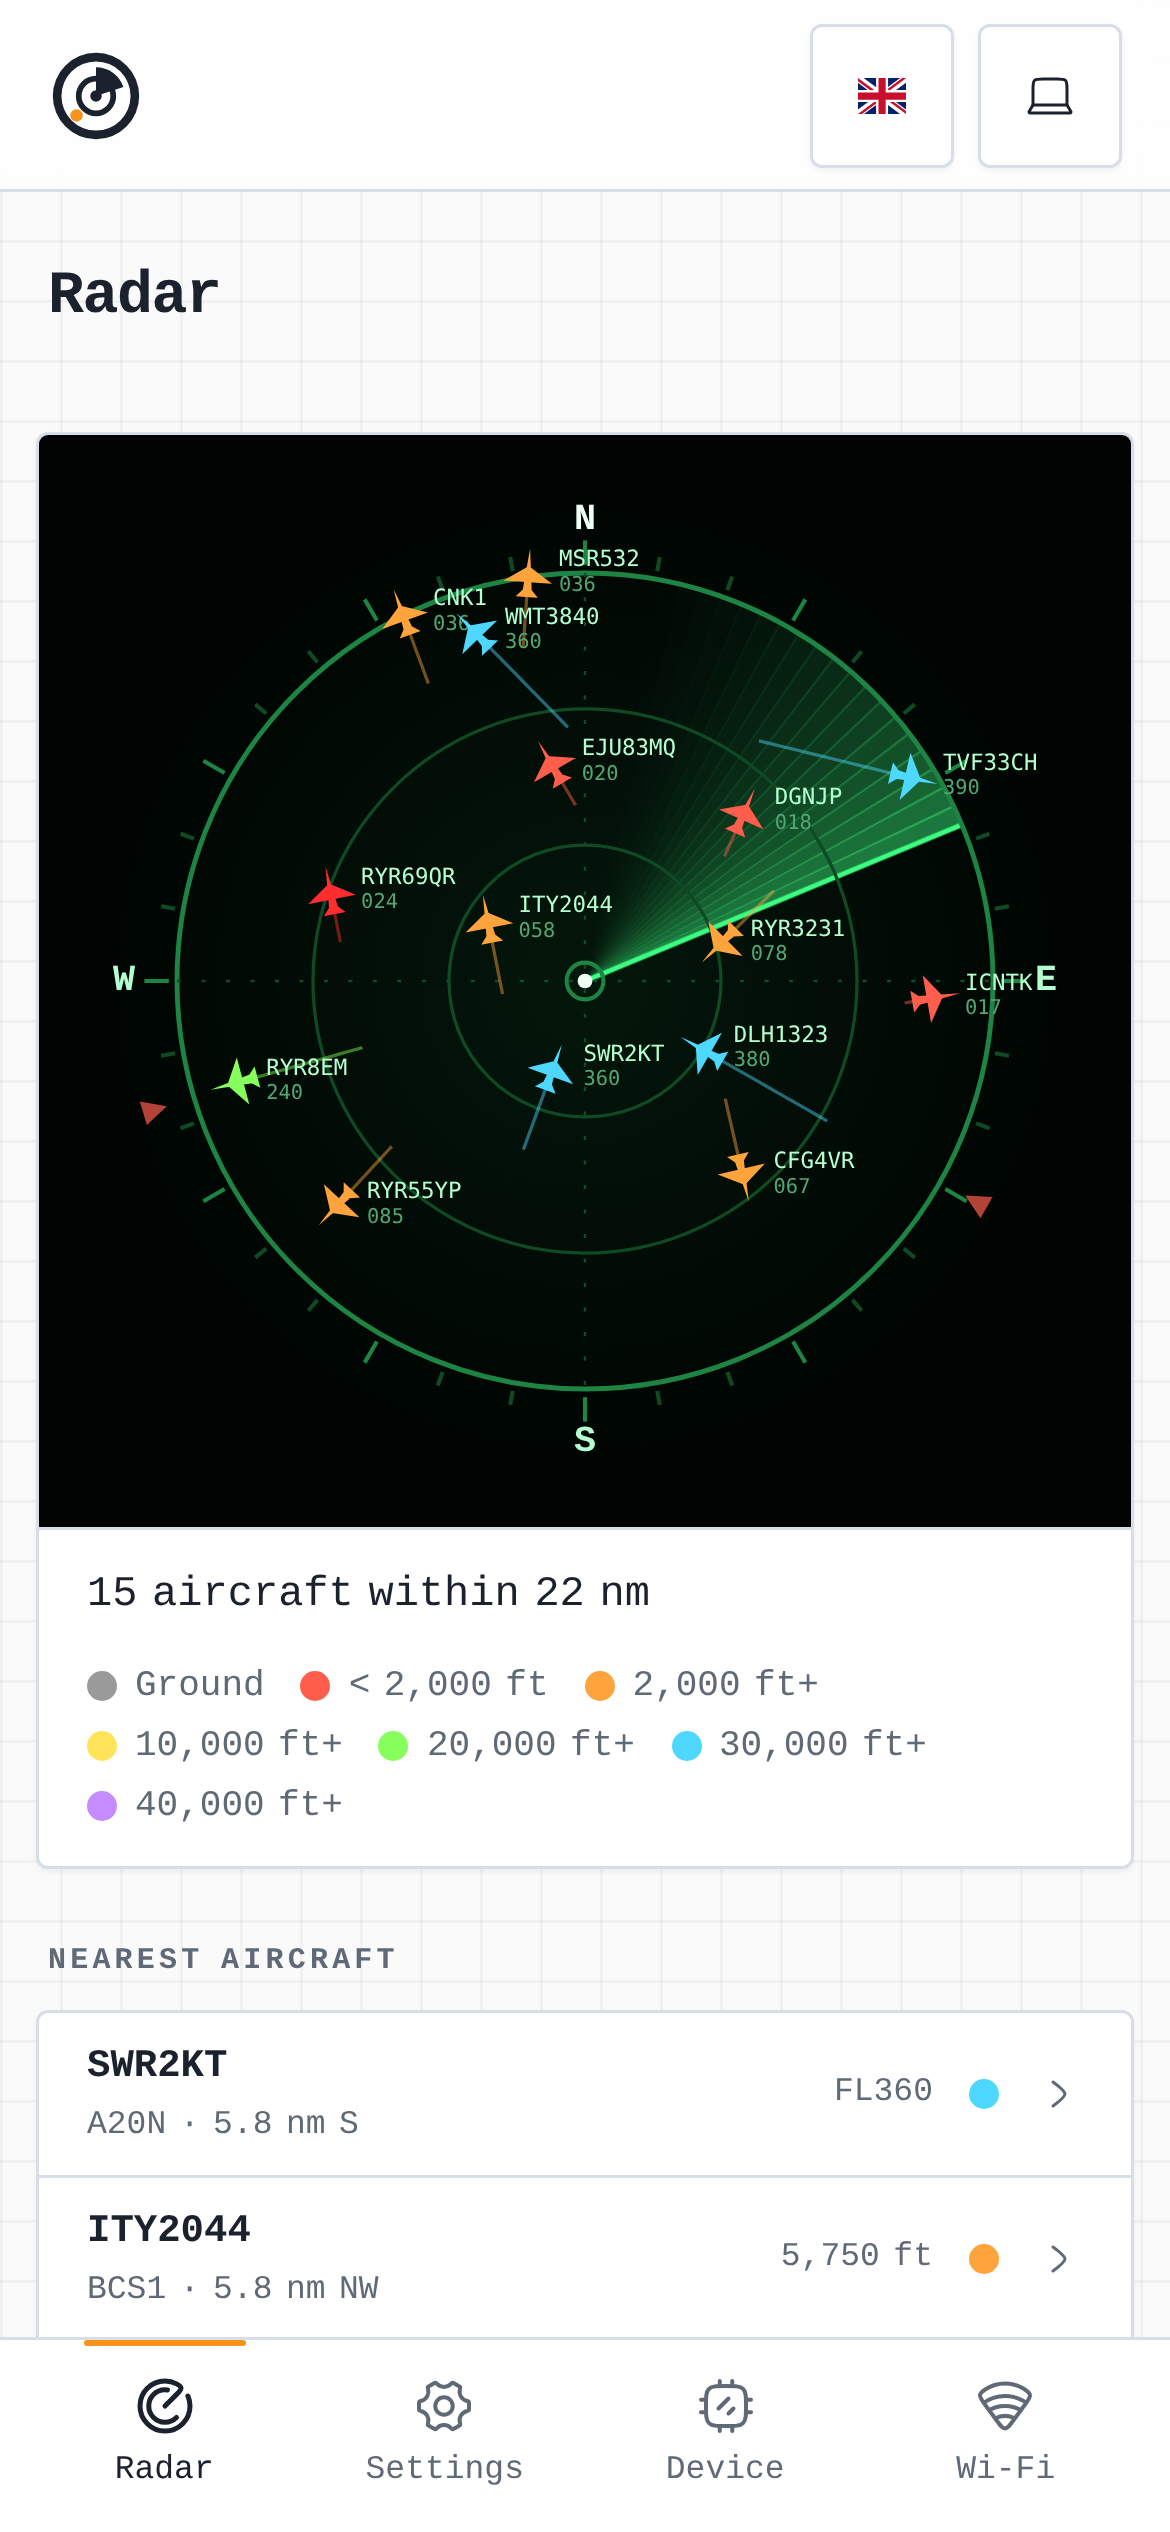 Radar
N
MSR532
036
CNK1
036
WMT3840
360
EJU83MQ
020
TVF33CH
390
DGNJP
018
RYR69QR
024
ITY2044
058
RYR3231
078
W
ICNTK
017
E
DLH1323
380
SWR2KT
360
RYR8EM
240
CFG4VR
067
RYR55YP
085
S
15 aircraft within 22 nm
Ground < 2,000 ft 2,000 ft+
10,000 ft+ 20,000 ft+ 30,000 ft+
40,000 ft+
NEAREST AIRCRAFT
SWR2KT
FL360
A20N · 5.8 nm S
ITY2044
5,750 ft
BCS1 · 5.8 nm NW
Radar Settings Device Wi-Fi